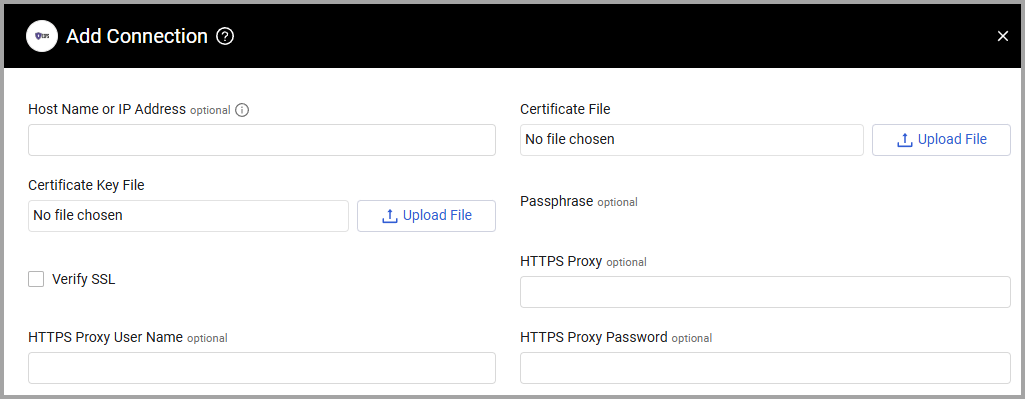 Add Connection ?
Host Name or IP Address optional
Certificate File
No file chosen Upload File
Certificate Key File
No file chosen Upload File
Passphrase optional
Verify SSL
HTTPS Proxy optional
HTTPS Proxy User Name optional
HTTPS Proxy Password optional